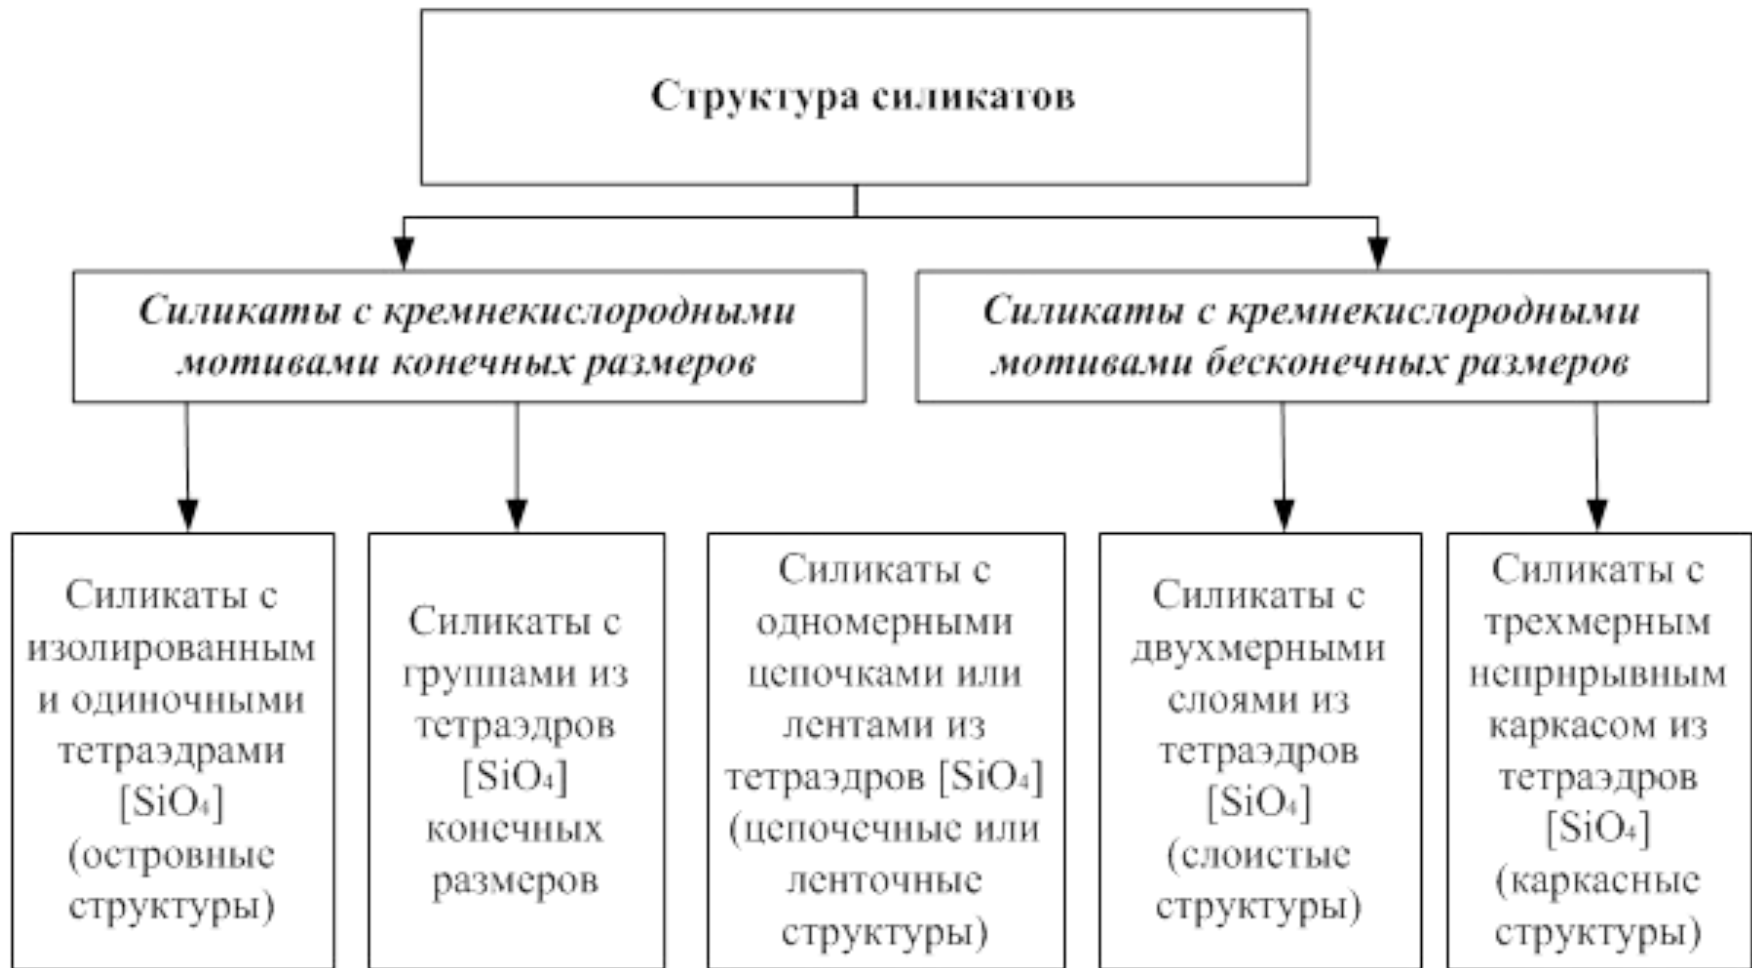 Структура силикатов
Силикаты с кремнекислородными
мотивами конечных размеров
Силикаты с кремнекислородными
мотивами бесконечных размеров
Силикаты с
изолированным
и одиночными
тетраэдрами
[SiO₄]
(островные
структуры)
Силикаты с
группами из
тетраэдров
[SiO₄]
конечных
размеров
Силикаты с
одномерными
цепочками или
лентами из
тетраэдров [SiO₄]
(цепочечные или
ленточные
структуры)
Силикаты с
двухмерными
слоями из
тетраэдров
[SiO₄]
(слоистые
структуры)
Силикаты с
трехмерным
непрнрывным
каркасом из
тетраэдров
[SiO₄]
(каркасные
структуры)